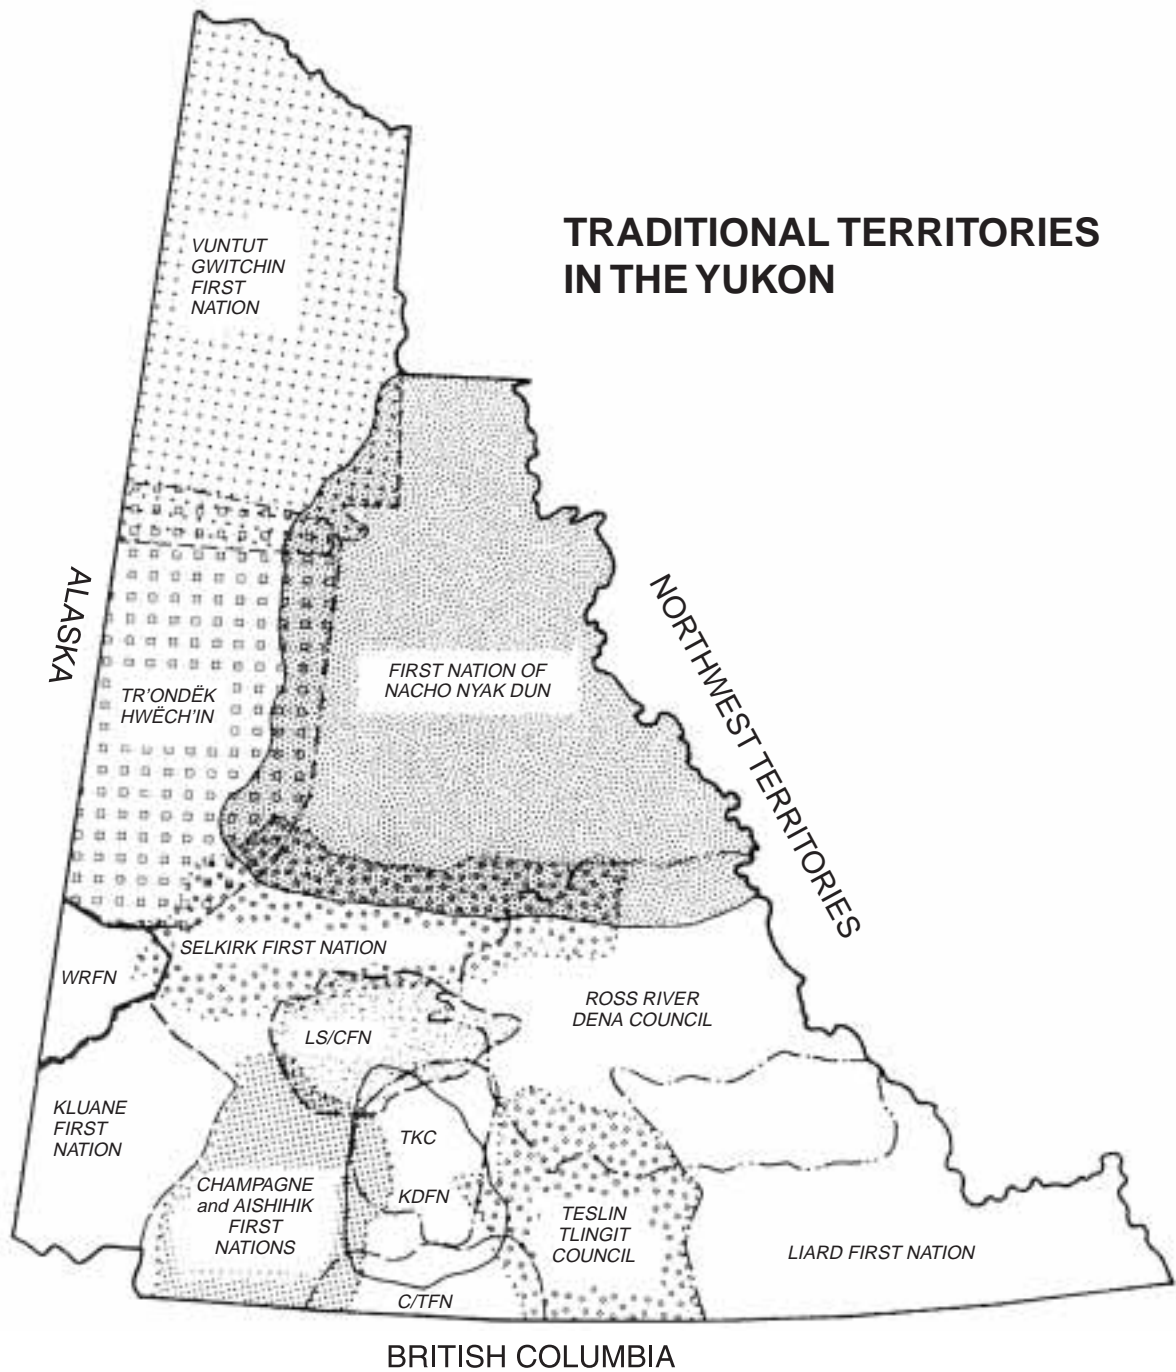 TRADITIONAL TERRITORIES
IN THE YUKON
VUNTUT
GWITCHIN
FIRST
NATION
ALASKA
NORTHWEST TERRITORIES
FIRST NATION OF
NACHO NYAK DUN
TR'ONDËK
HWËCH'IN
SELKIRK FIRST NATION
WRFN
ROSS RIVER
DENA COUNCIL
LS/CFN
KLUANE
FIRST
NATION
TKC
CHAMPAGNE
and AISHIHIK
FIRST
NATIONS
KDFN
TESLIN
TLINGIT
COUNCIL
LIARD FIRST NATION
C/TFN
BRITISH COLUMBIA